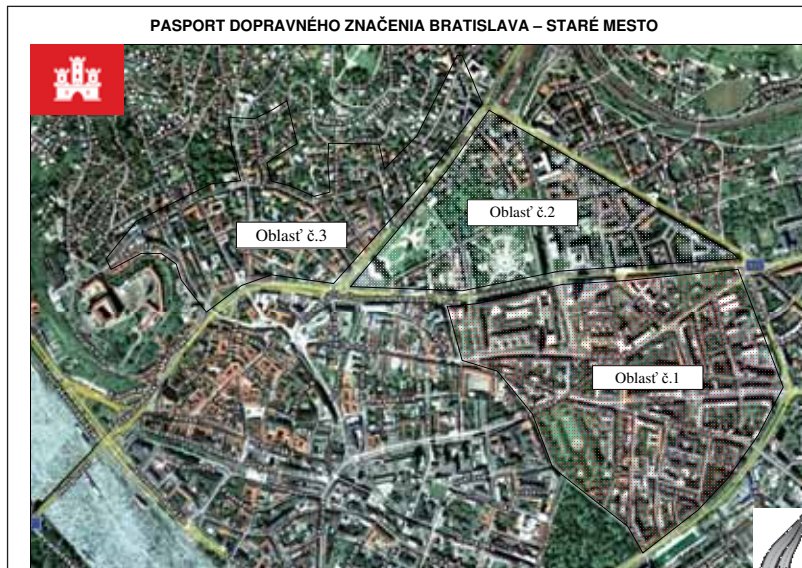 PASPORT DOPRAVNÉHO ZNAČENIA BRATISLAVA – STARÉ MESTO
Oblasť č.2
Oblasť č.3
Oblasť č.1